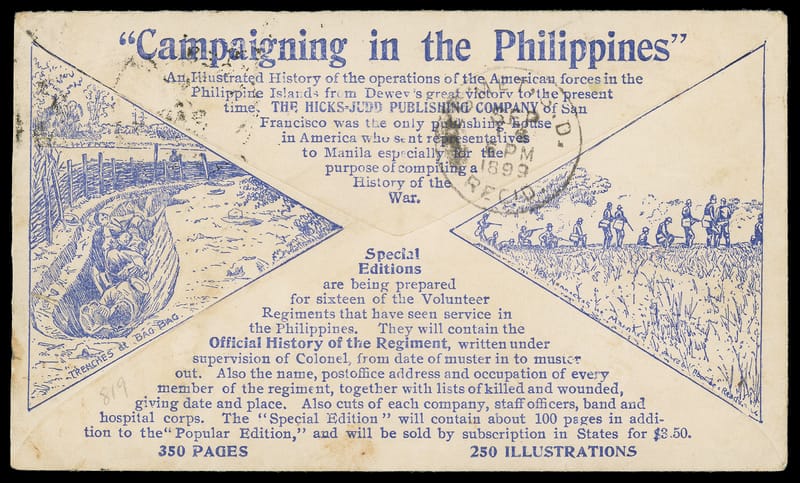 "Campaigning in the Philippines"
An Illustrated History of the operations of the American forces in the
Philippine Islands from Dewey's great victory to the present
time. THE HICKS-JUDD PUBLISHING COMPANY of San
Francisco was the only publishing house
in America who sent representatives
to Manila especially for the
purpose of compiling a
History of the
War.
D.
6 PM
1899
REC'D.
TRENCHES at BAG BAG
Special
Editions
are being prepared
for sixteen of the Volunteer
Regiments that have seen service in
the Philippines. They will contain the
Official History of the Regiment, written under
supervision of Colonel, from date of muster in to muster
out. Also the name, postoffice address and occupation of every
member of the regiment, together with lists of killed and wounded,
giving date and place. Also cuts of each company, staff officers, band and
hospital corps. The "Special Edition" will contain about 100 pages in addi-
tion to the "Popular Edition," and will be sold by subscription in States for $3.50.
350 PAGES
250 ILLUSTRATIONS
819